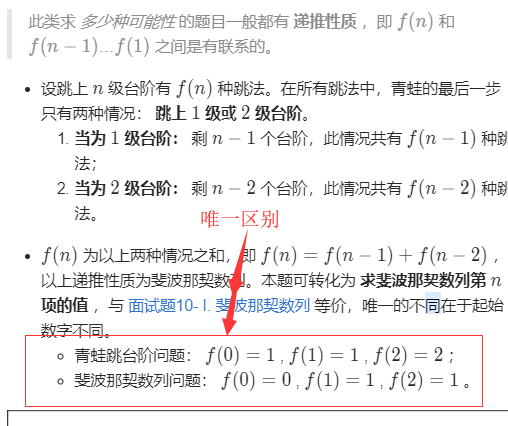 此类求 多少种可能性 的题目一般都有 递推性质 ，即 f(n) 和
f(n − 1)…f(1) 之间是有联系的。
• 设跳上 n 级台阶有 f(n) 种跳法。在所有跳法中，青蛙的最后一步
只有两种情况： 跳上 1 级或 2 级台阶。
1. 当为 1 级台阶： 剩 n − 1 个台阶，此情况共有 f(n − 1) 种跳
法；
2. 当为 2 级台阶： 剩 n − 2 个台阶，此情况共有 f(n − 2) 种跳
法。
唯一区别
• f(n) 为以上两种情况之和，即 f(n) = f(n − 1) + f(n − 2) ，
以上递推性质为斐波那契数列。本题可转化为 求斐波那契数列第 n
项的值 ，与 面试题10- I. 斐波那契数列 等价，唯一的不同在于起始
数字不同。
○ 青蛙跳台阶问题： f(0) = 1 , f(1) = 1 , f(2) = 2 ；
○ 斐波那契数列问题： f(0) = 0 , f(1) = 1 , f(2) = 1 。